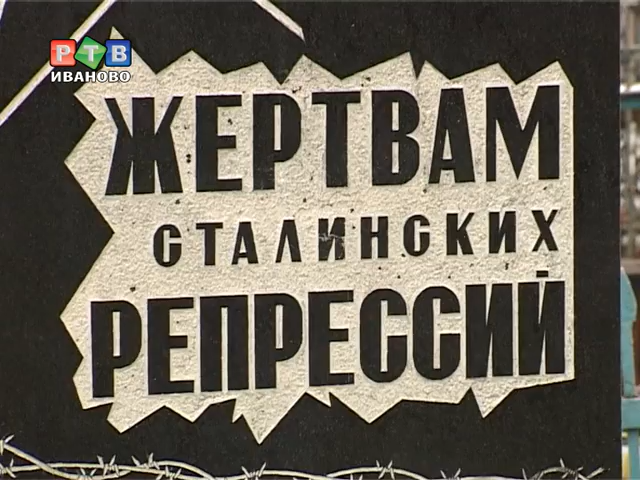 РТВ
ИВАНОВО
ЖЕРТВАМ
СТАЛИНСКИХ
РЕПРЕССИЙ